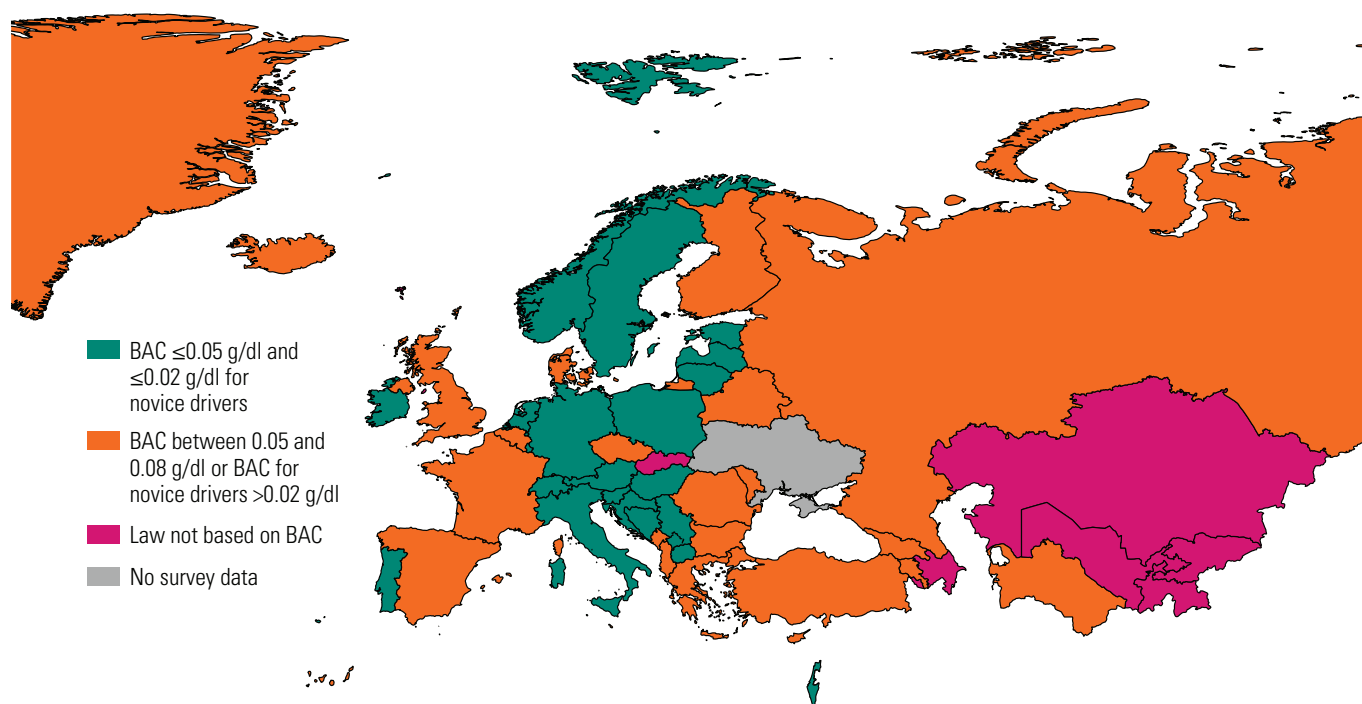 BAC ≤0.05 g/dl and
≤0.02 g/dl for
novice drivers
BAC between 0.05 and
0.08 g/dl or BAC for
novice drivers >0.02 g/dl
Law not based on BAC
No survey data